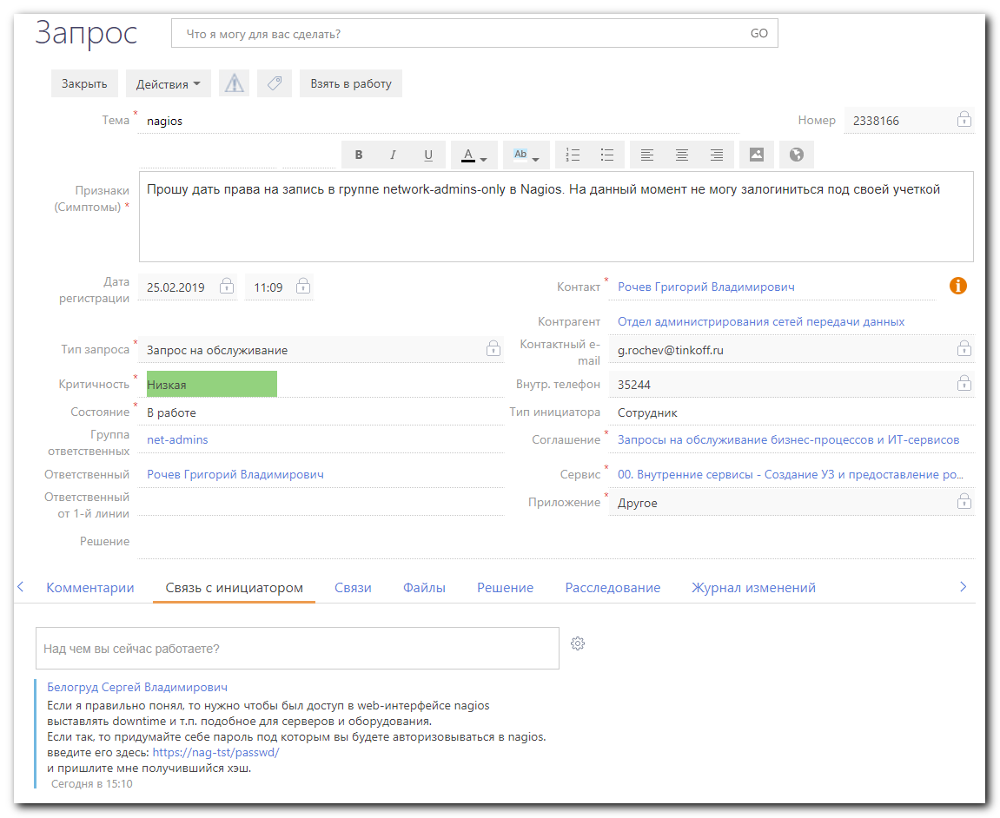 Запрос
Что я могу для вас сделать? GO
Закрыть Действия Взять в работу
Тема * nagios Номер 2338166
B I U A Ab
Признаки
(Симптомы) *
Прошу дать права на запись в группе network-admins-only в Nagios. На данный момент не могу залогиниться под своей учеткой
Дата
регистрации
25.02.2019 11:09 Контакт * Рочев Григорий Владимирович
Контрагент Отдел администрирования сетей передачи данных
Тип запроса * Запрос на обслуживание
Контактный e-
mail
g.rochev@tinkoff.ru
Критичность * Низкая Внутр. телефон 35244
Состояние * В работе Тип инициатора Сотрудник
Группа
ответственных
net-admins Соглашение * Запросы на обслуживание бизнес-процессов и ИТ-сервисов
Ответственный Рочев Григорий Владимирович Сервис * 00. Внутренние сервисы - Создание УЗ и предоставление ро...
Ответственный
от 1-й линии
Приложение * Другое
Решение
Комментарии Связь с инициатором Связи Файлы Решение Расследование Журнал изменений
Над чем вы сейчас работаете?
Белогруд Сергей Владимирович
Если я правильно понял, то нужно чтобы был доступ в web-интерфейсе nagios
выставлять downtime и т.п. подобное для серверов и оборудования.
Если так, то придумайте себе пароль под которым вы будете авторизовываться в nagios.
введите его здесь: https://nag-tst/passwd/
и пришлите мне получившийся хэш.
Сегодня в 15:10